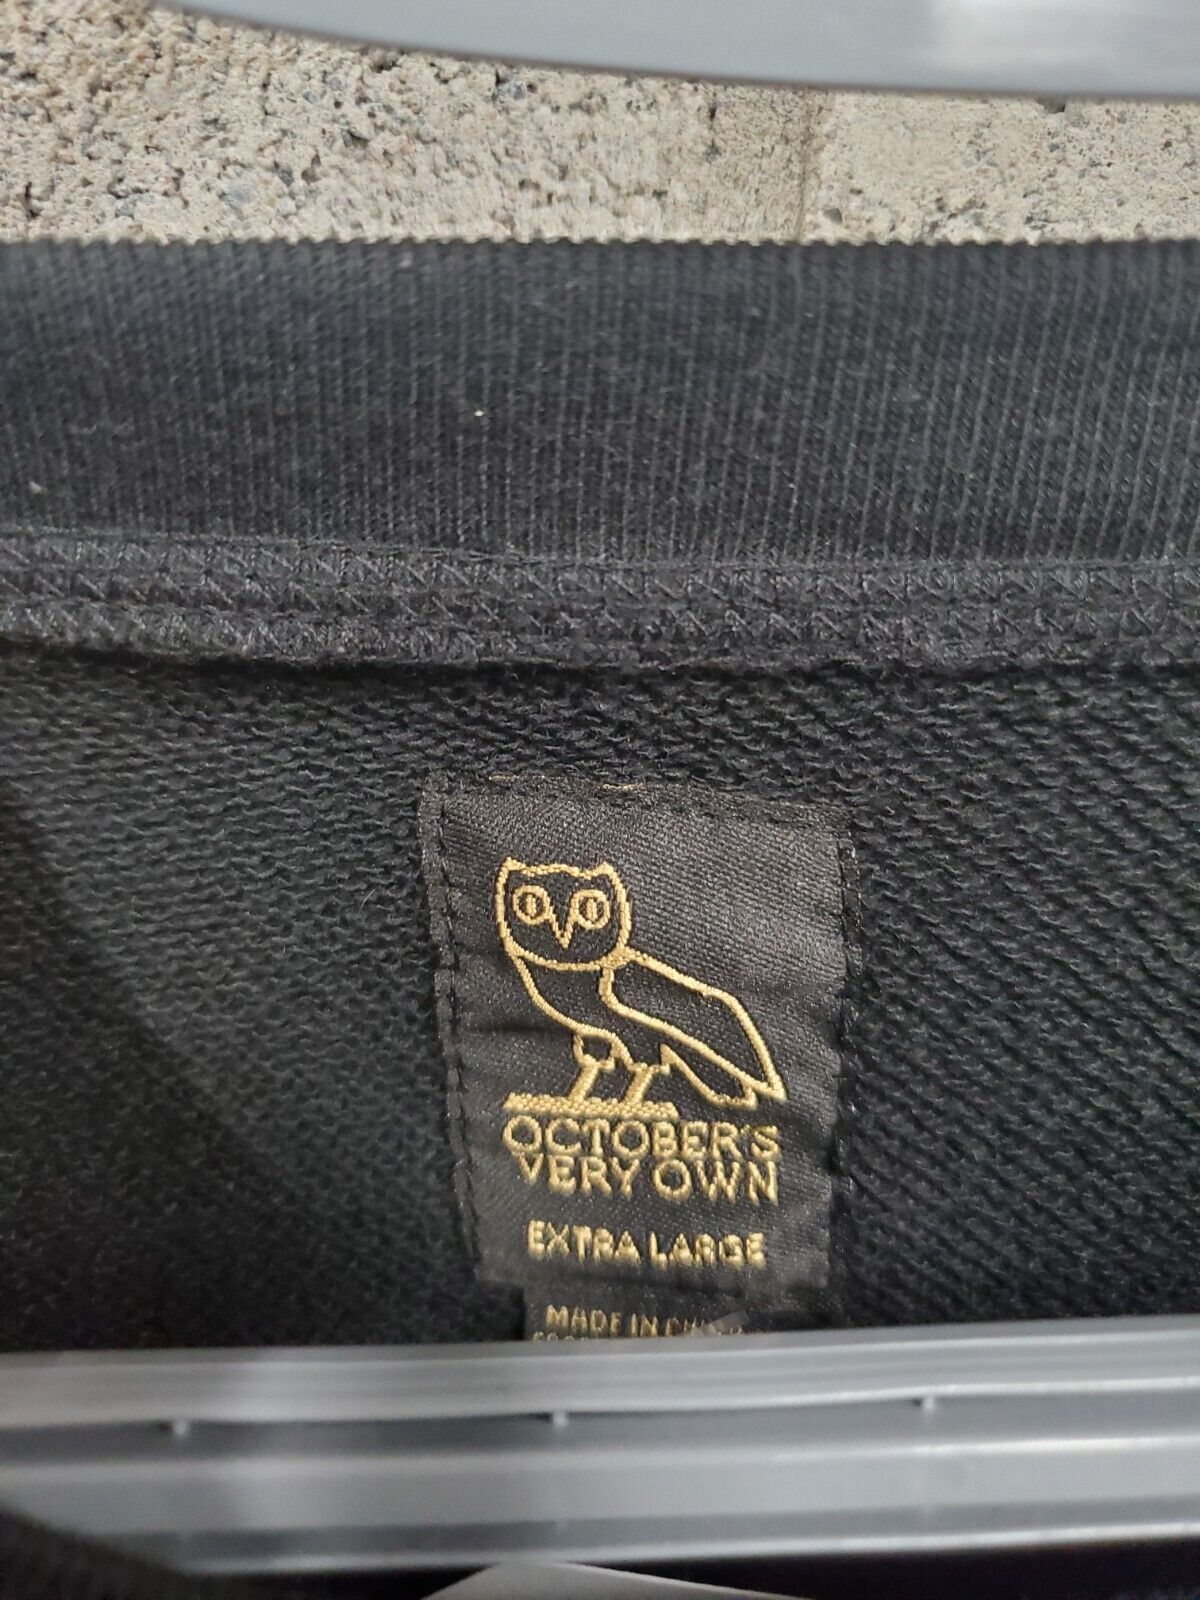 OCTOBER'S
VERY OWN
EXTRA LARGE
MADE IN